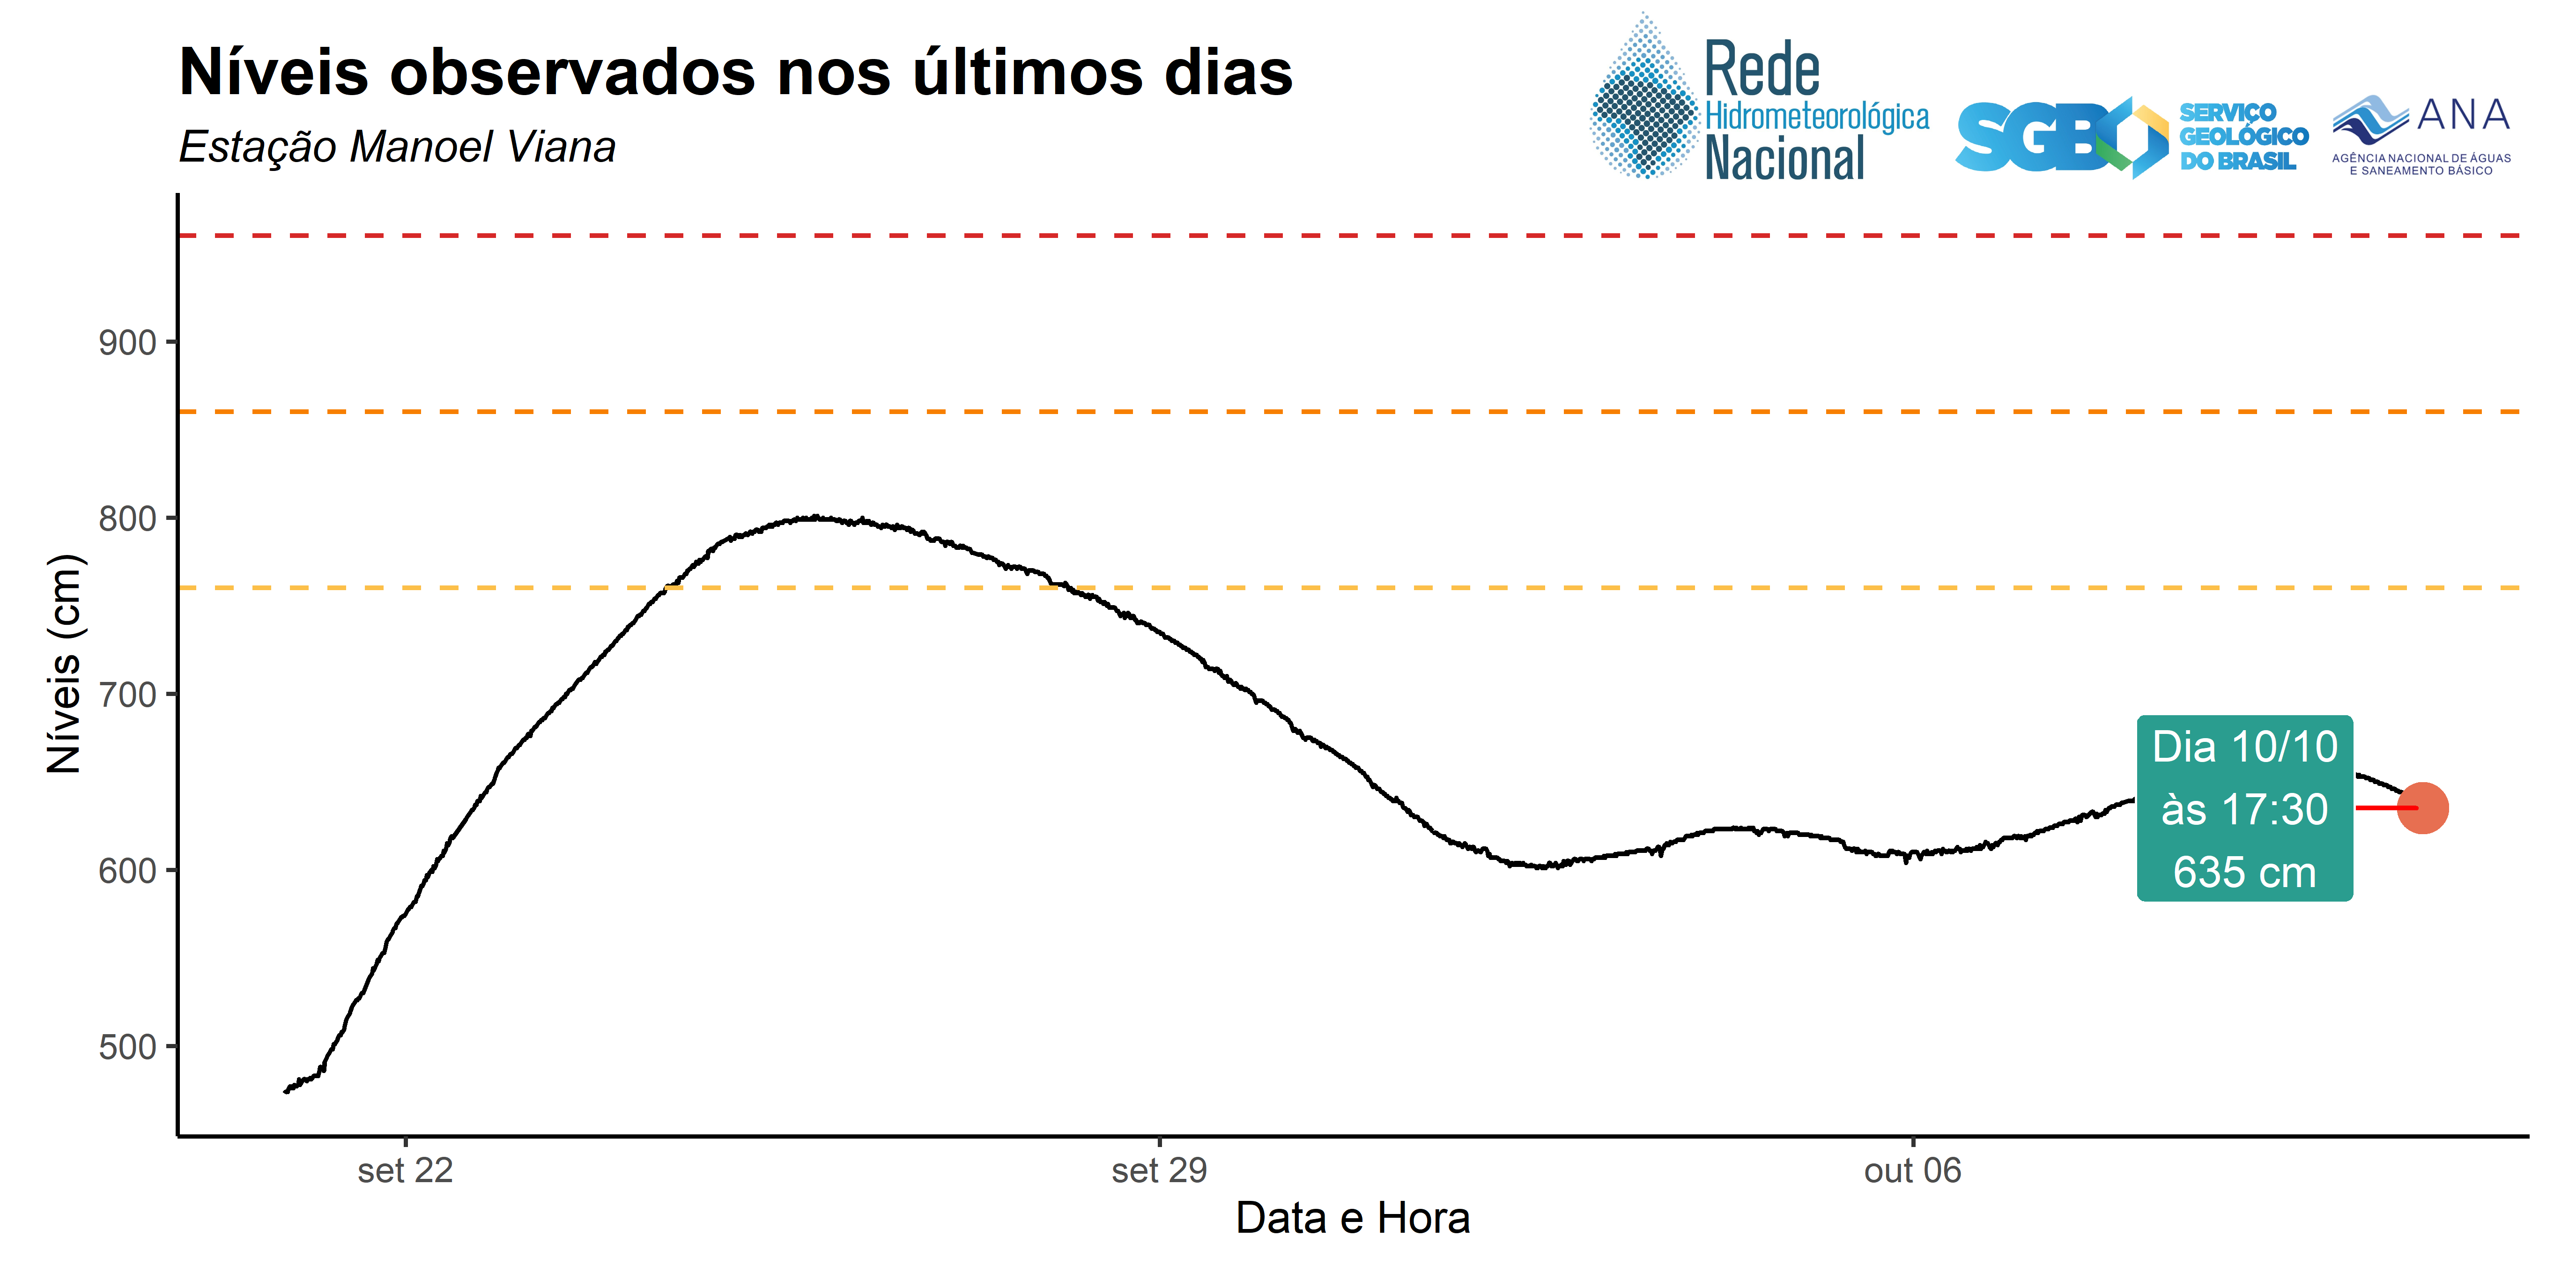 Níveis observados nos últimos dias
Estação Manoel Viana
Rede
Hidrometeorológica
Nacional
SGB
SERVIÇO
GEOLÓGICO
DO BRASIL
ANA
AGÊNCIA NACIONAL DE ÁGUAS
E SANEAMENTO BÁSICO
Níveis (cm)
900
800
700
600
500
Dia 10/10
às 17:30
635 cm
set 22
set 29
out 06
Data e Hora